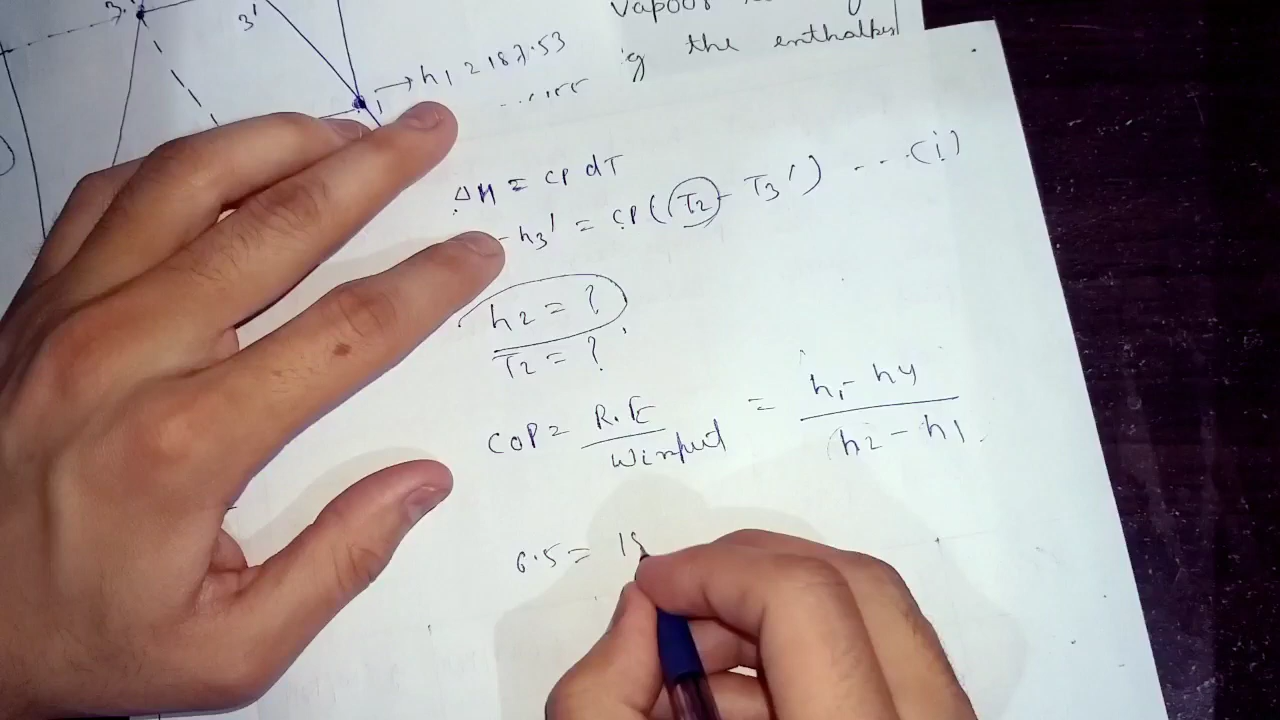 3'
3'
Vapour
g the enthalpy
→ h1 = 187.53
1
ΔH = CP dT
- h3' = CP (T2 - T3') --- (i)
h2 = ?
T2 = ?
COP = R.E / Winput = h1 - h4 / h2 - h1
6.5 = 18